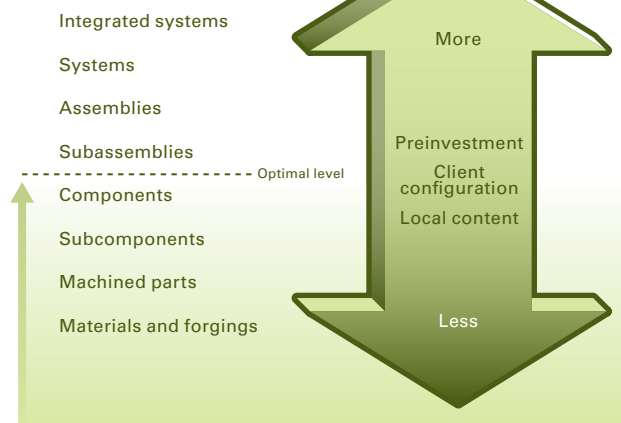 Integrated systems
Systems
Assemblies
Subassemblies
Optimal level
Components
Subcomponents
Machined parts
Materials and forgings
More
Preinvestment
Client
configuration
Local content
Less